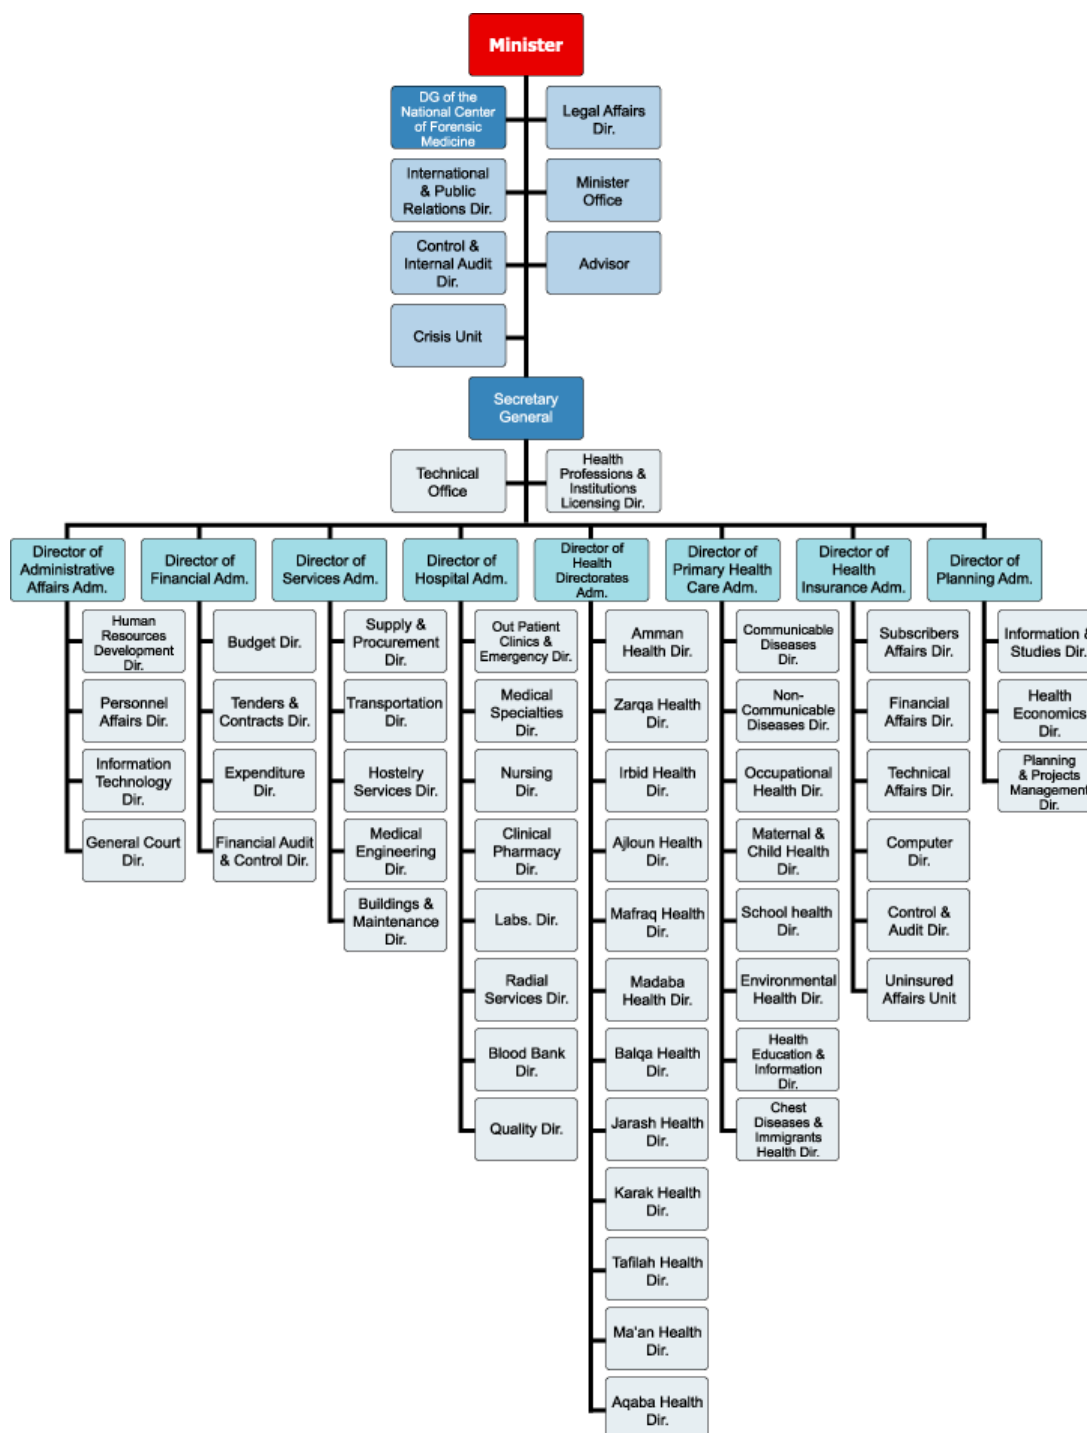 Minister
DG of the
National Center
of Forensic
Medicine
Legal Affairs
Dir.
International
& Public
Relations Dir.
Minister
Office
Control &
Internal Audit
Dir.
Advisor
Crisis Unit
Secretary
General
Technical
Office
Health
Professions &
Institutions
Licensing Dir.
Director of
Administrative
Affairs Adm.
Director of
Financial Adm.
Director of
Services Adm.
Director of
Hospital Adm.
Director of
Health
Directorates
Adm.
Director of
Primary Health
Care Adm.
Director of
Health
Insurance Adm.
Director of
Planning Adm.
Human
Resources
Development
Dir.
Personnel
Affairs Dir.
Information
Technology
Dir.
General Court
Dir.
Budget Dir.
Tenders &
Contracts Dir.
Expenditure
Dir.
Financial Audit
& Control Dir.
Supply &
Procurement
Dir.
Transportation
Dir.
Hostelry
Services Dir.
Medical
Engineering
Dir.
Buildings &
Maintenance
Dir.
Out Patient
Clinics &
Emergency Dir.
Medical
Specialties
Dir.
Nursing
Dir.
Clinical
Pharmacy
Dir.
Labs. Dir.
Radial
Services Dir.
Blood Bank
Dir.
Quality Dir.
Amman
Health Dir.
Zarqa Health
Dir.
Irbid Health
Dir.
Ajloun Health
Dir.
Mafraq Health
Dir.
Madaba
Health Dir.
Balqa Health
Dir.
Jarash Health
Dir.
Karak Health
Dir.
Tafilah Health
Dir.
Ma'an Health
Dir.
Aqaba Health
Dir.
Communicable
Diseases
Dir.
Non-
Communicable
Diseases Dir.
Occupational
Health Dir.
Maternal &
Child Health
Dir.
School health
Dir.
Environmental
Health Dir.
Health
Education &
Information
Dir.
Chest
Diseases &
Immigrants
Health Dir.
Subscribers
Affairs Dir.
Financial
Affairs Dir.
Technical
Affairs Dir.
Computer
Dir.
Control &
Audit Dir.
Uninsured
Affairs Unit
Information &
Studies Dir.
Health
Economics
Dir.
Planning
& Projects
Management
Dir.